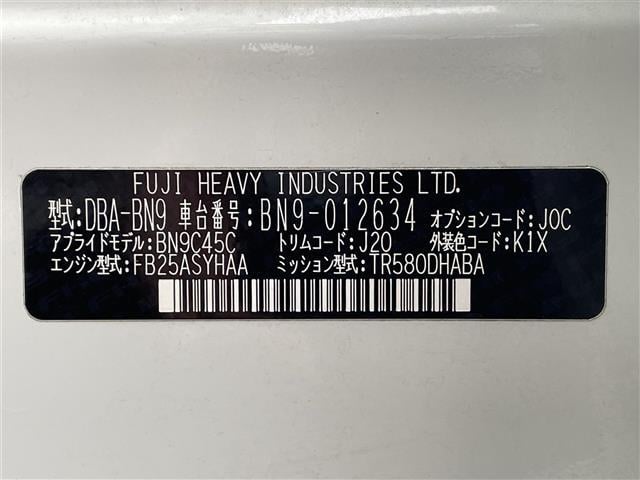 FUJI HEAVY INDUSTRIES LTD.
型式:DBA-BN9 車台番号:BN9-012634 オプションコード:JOC
アプライドモデル:BN9C45C トリムコード:J20 外装色コード:K1X
エンジン型式:FB25ASYHAA ミッション型式:TR580DHABA